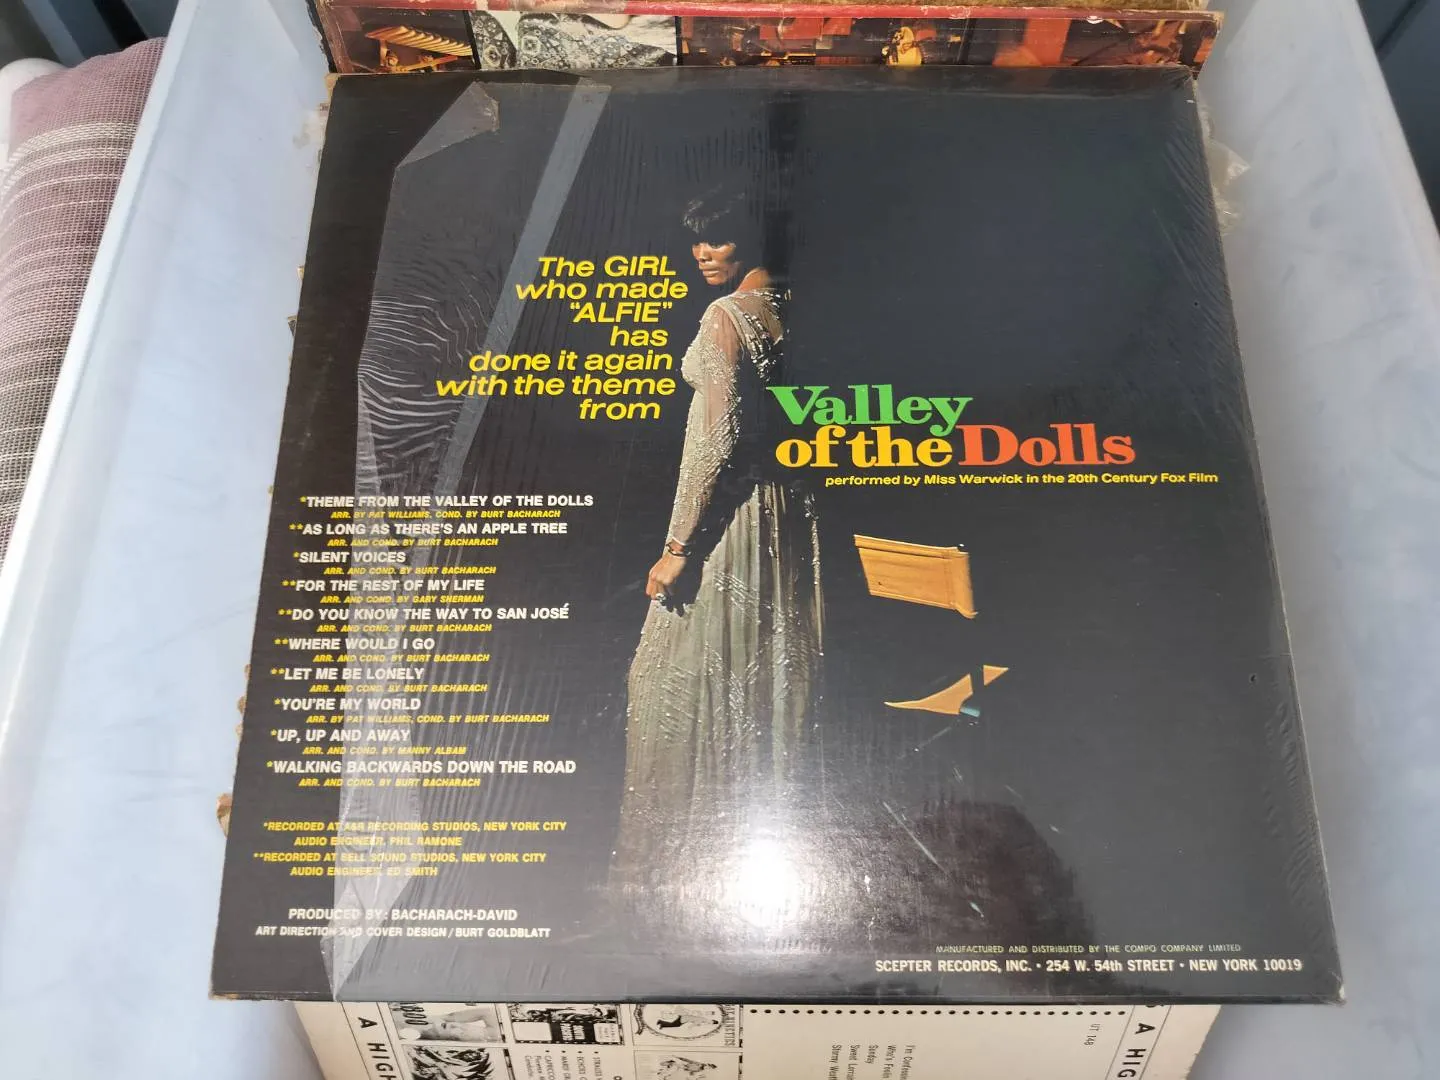 The GIRL
who made
"ALFIE"
has
done it again
with the theme
from
Valley
of the Dolls
performed by Miss Warwick in the 20th Century Fox Film
*THEME FROM THE VALLEY OF THE DOLLS
ARR. BY PAT WILLIAMS, COND. BY BURT BACHARACH
**AS LONG AS THERE'S AN APPLE TREE
ARR. AND COND. BY BURT BACHARACH
*SILENT VOICES
ARR. AND COND. BY BURT BACHARACH
**FOR THE REST OF MY LIFE
ARR. AND COND. BY GARY SHERMAN
**DO YOU KNOW THE WAY TO SAN JOSÉ
ARR. AND COND. BY BURT BACHARACH
**WHERE WOULD I GO
ARR. AND COND. BY BURT BACHARACH
**LET ME BE LONELY
ARR. AND COND. BY BURT BACHARACH
*YOU'RE MY WORLD
ARR. BY PAT WILLIAMS, COND. BY BURT BACHARACH
*UP, UP AND AWAY
ARR. AND COND. BY MANNY ALBAM
*WALKING BACKWARDS DOWN THE ROAD
ARR. AND COND. BY BURT BACHARACH
*RECORDED AT A&R RECORDING STUDIOS, NEW YORK CITY
AUDIO ENGINEER, PHIL RAMONE
**RECORDED AT BELL SOUND STUDIOS, NEW YORK CITY
AUDIO ENGINEER, ED SMITH
PRODUCED BY: BACHARACH-DAVID
ART DIRECTION AND COVER DESIGN / BURT GOLDBLATT
MANUFACTURED AND DISTRIBUTED BY THE COMPO COMPANY LIMITED
SCEPTER RECORDS, INC. • 254 W. 54th STREET • NEW YORK 10019
A HIGH
UT 148
I'm
Who's
Sunday
Sweet
Stormy
A HIG